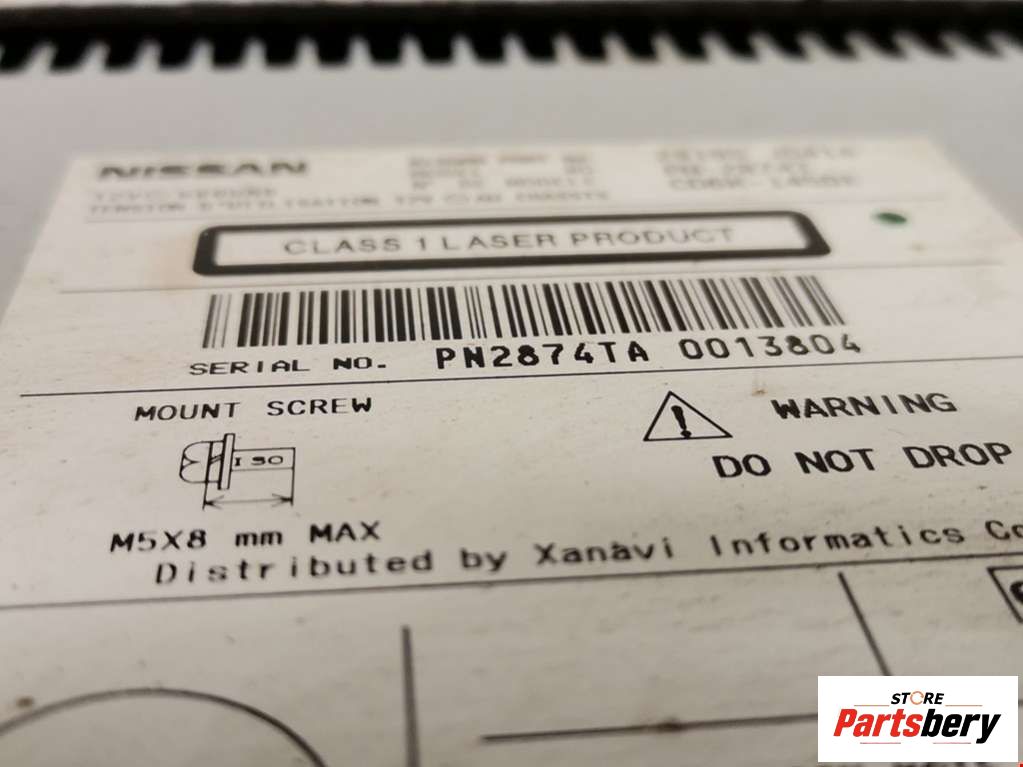 NISSAN
CLASS 1 LASER PRODUCT
SERIAL NO. PN2874TA 0013804
MOUNT SCREW
WARNING
ISO
DO NOT DROP
M5X8 mm MAX
Distributed by Xanavi Informatics Co
STORE
Partsbery